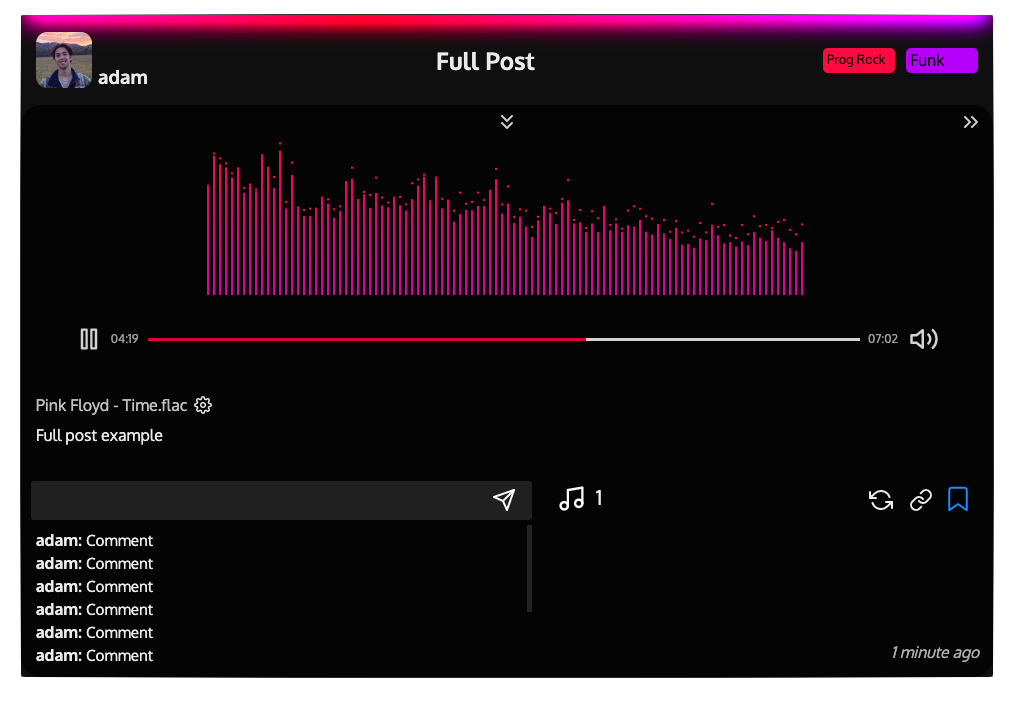 adam
Full Post
Prog Rock
Funk
04:19
07:02
Pink Floyd - Time.flac
Full post example
1
adam: Comment
adam: Comment
adam: Comment
adam: Comment
adam: Comment
adam: Comment
1 minute ago